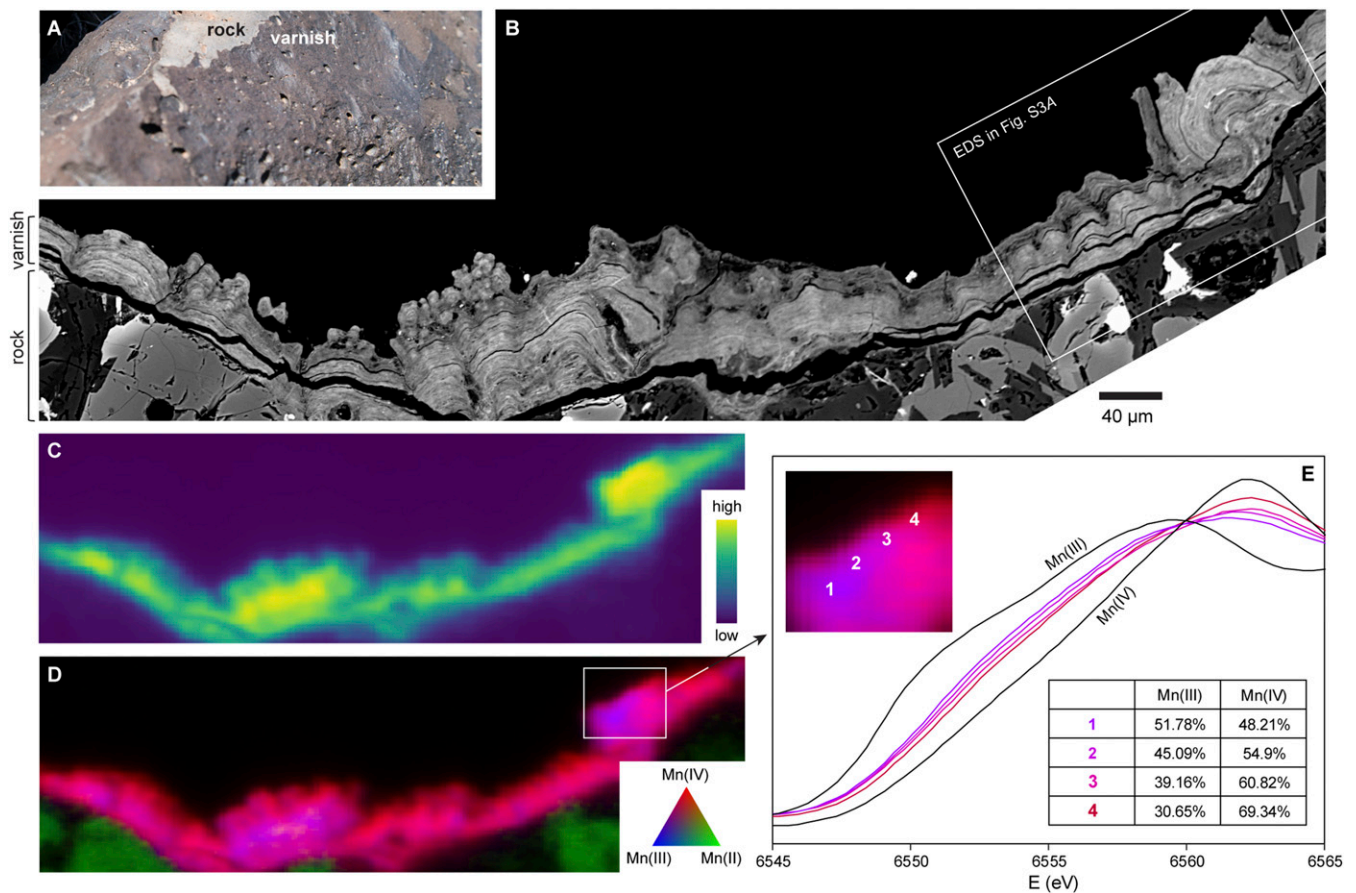 A
rock
varnish
B
EDS in Fig. S3A
varnish
rock
40 µm
C
high
low
D
Mn(IV)
Mn(III) Mn(II)
E
1
2
3
4
Mn(III)
Mn(IV)
Mn(III) Mn(IV)
1 51.78% 48.21%
2 45.09% 54.9%
3 39.16% 60.82%
4 30.65% 69.34%
6545 6550 6555 6560 6565
E (eV)